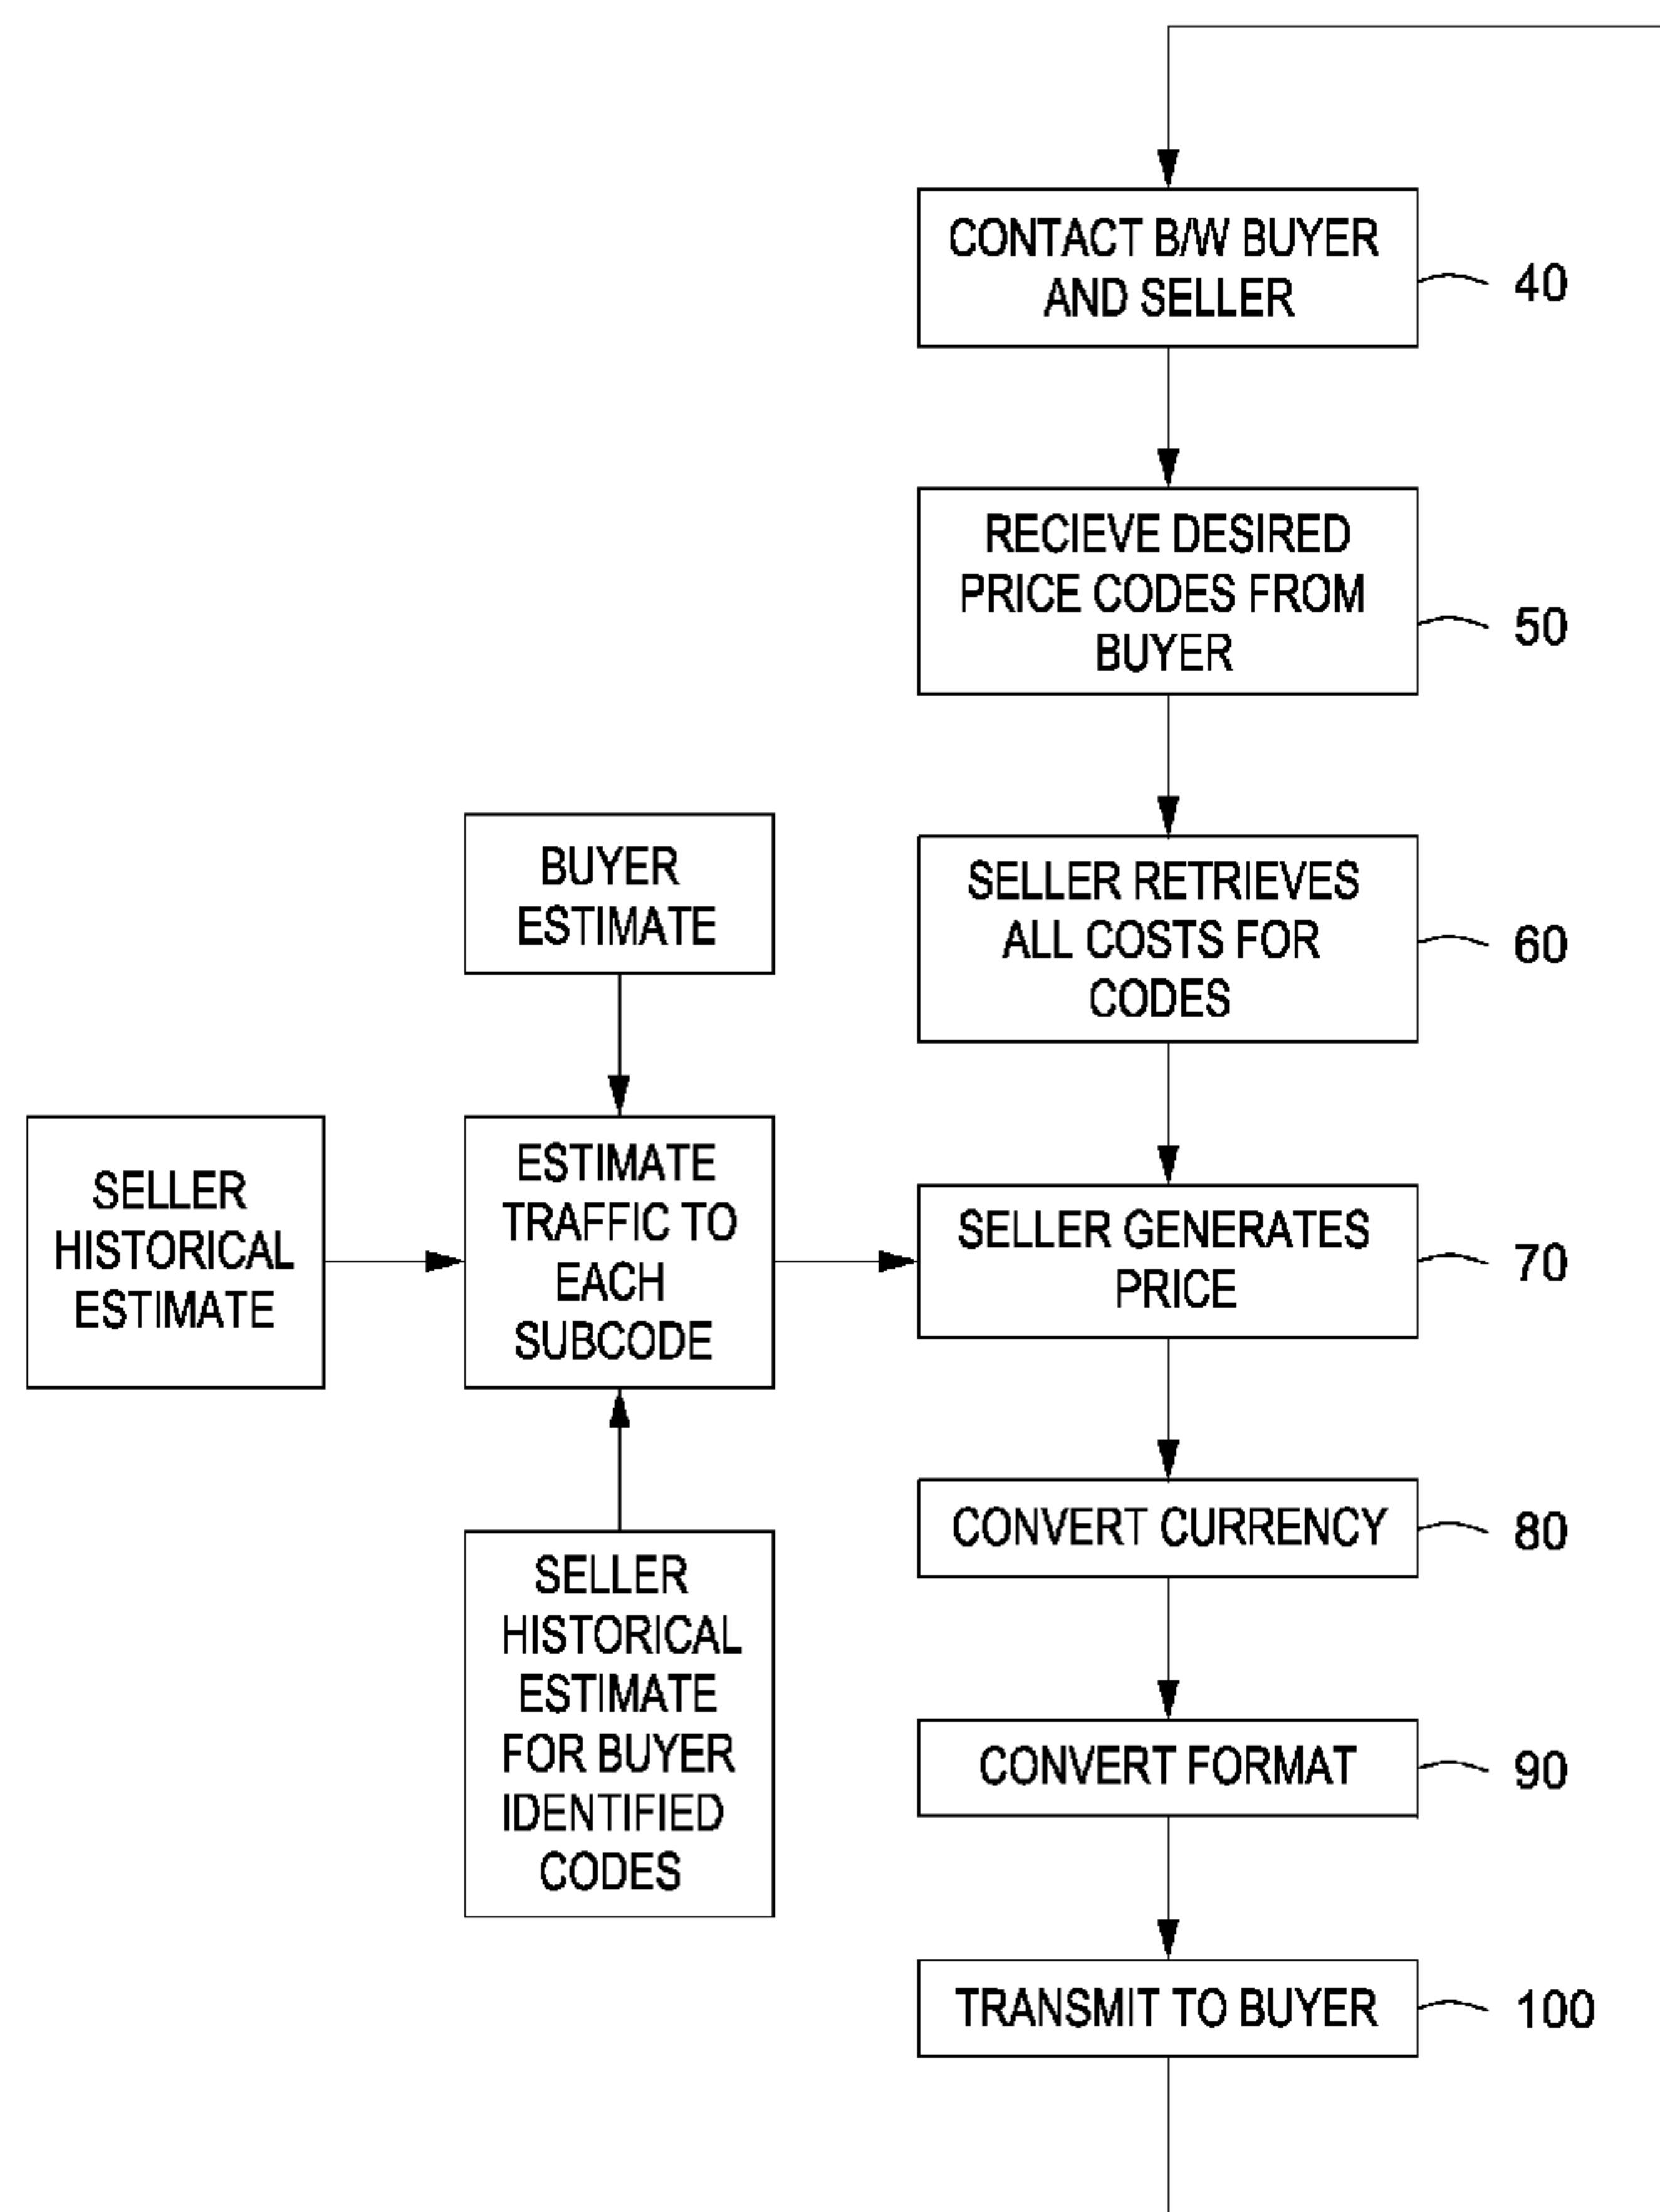 CONTACT B/W BUYER
AND SELLER
40
RECIEVE DESIRED
PRICE CODES FROM
BUYER
50
SELLER RETRIEVES
ALL COSTS FOR
CODES
60
BUYER
ESTIMATE
SELLER
HISTORICAL
ESTIMATE
ESTIMATE
TRAFFIC TO
EACH
SUBCODE
SELLER GENERATES
PRICE
70
SELLER
HISTORICAL
ESTIMATE
FOR BUYER
IDENTIFIED
CODES
CONVERT CURRENCY
80
CONVERT FORMAT
90
TRANSMIT TO BUYER
100